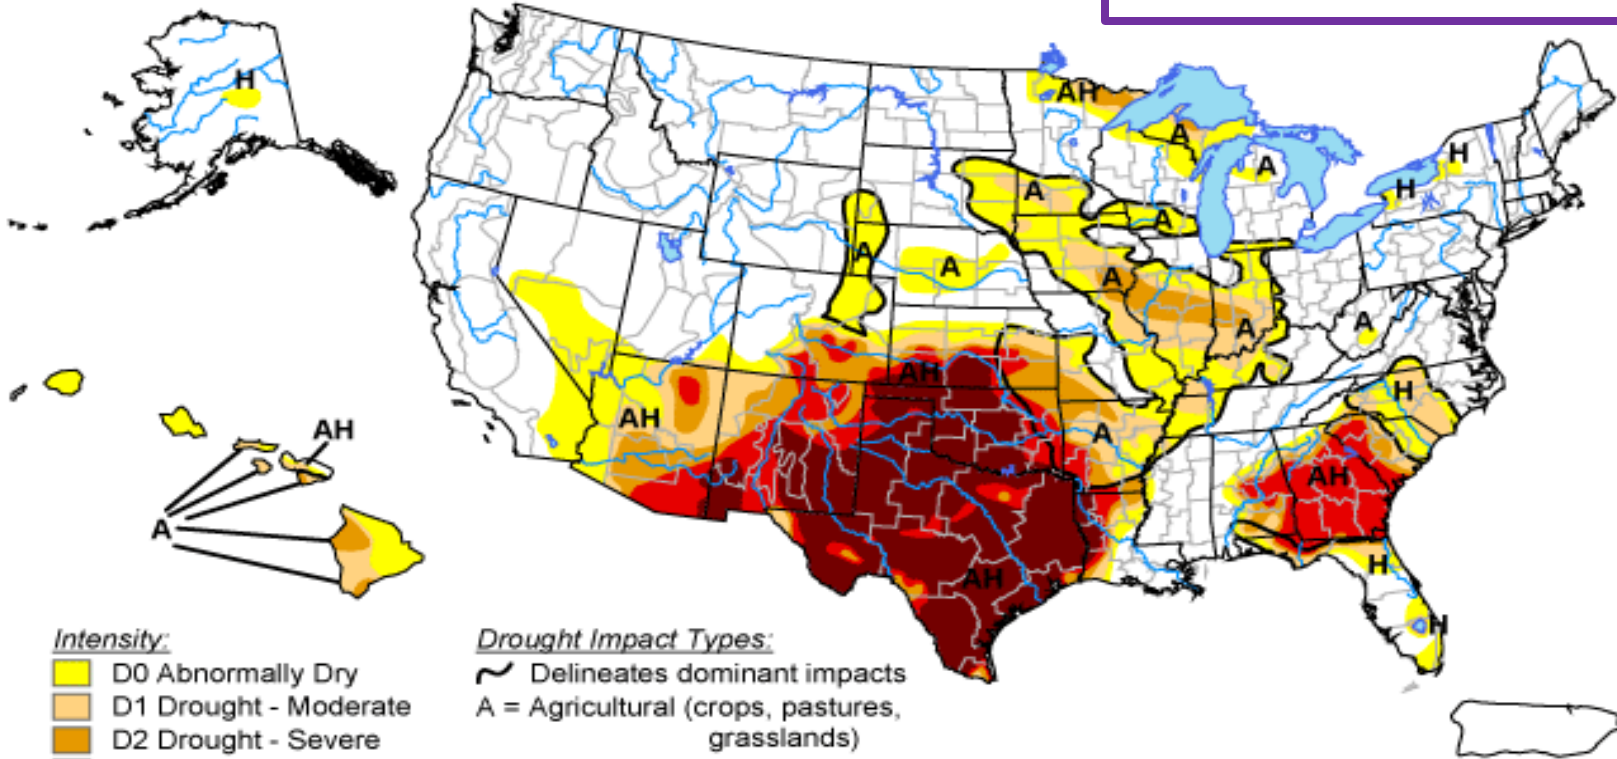 H
AH
A
A
H
H
A
A
A
A
A
A
A
A
AH
H
AH
AH
A
AH
A
AH
H
H
AH
Intensity:
D0 Abnormally Dry
D1 Drought - Moderate
D2 Drought - Severe
Drought Impact Types:
Delineates dominant impacts
A = Agricultural (crops, pastures,
grasslands)